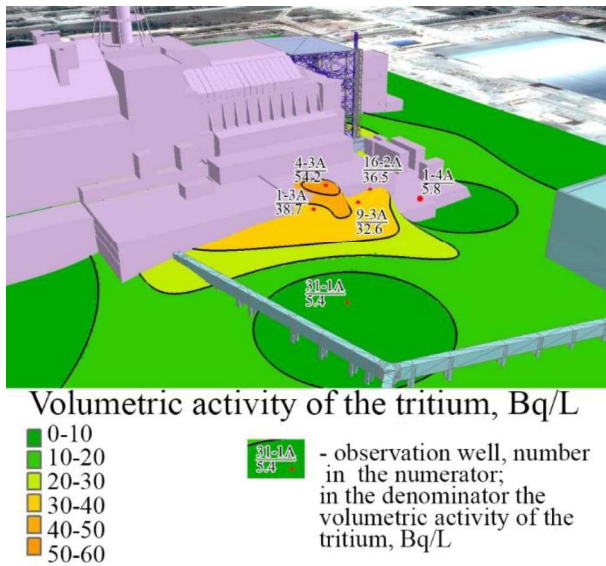 4-3A
54.2
16-2A
36.5
1-4A
5.8
1-3A
38.7
9-3A
32.6
31-1A
5.4
Volumetric activity of the tritium, Bq/L
0-10
10-20
20-30
30-40
40-50
50-60
31-1A
5.4
- observation well, number
in the numerator;
in the denominator the
volumetric activity of the
tritium, Bq/L